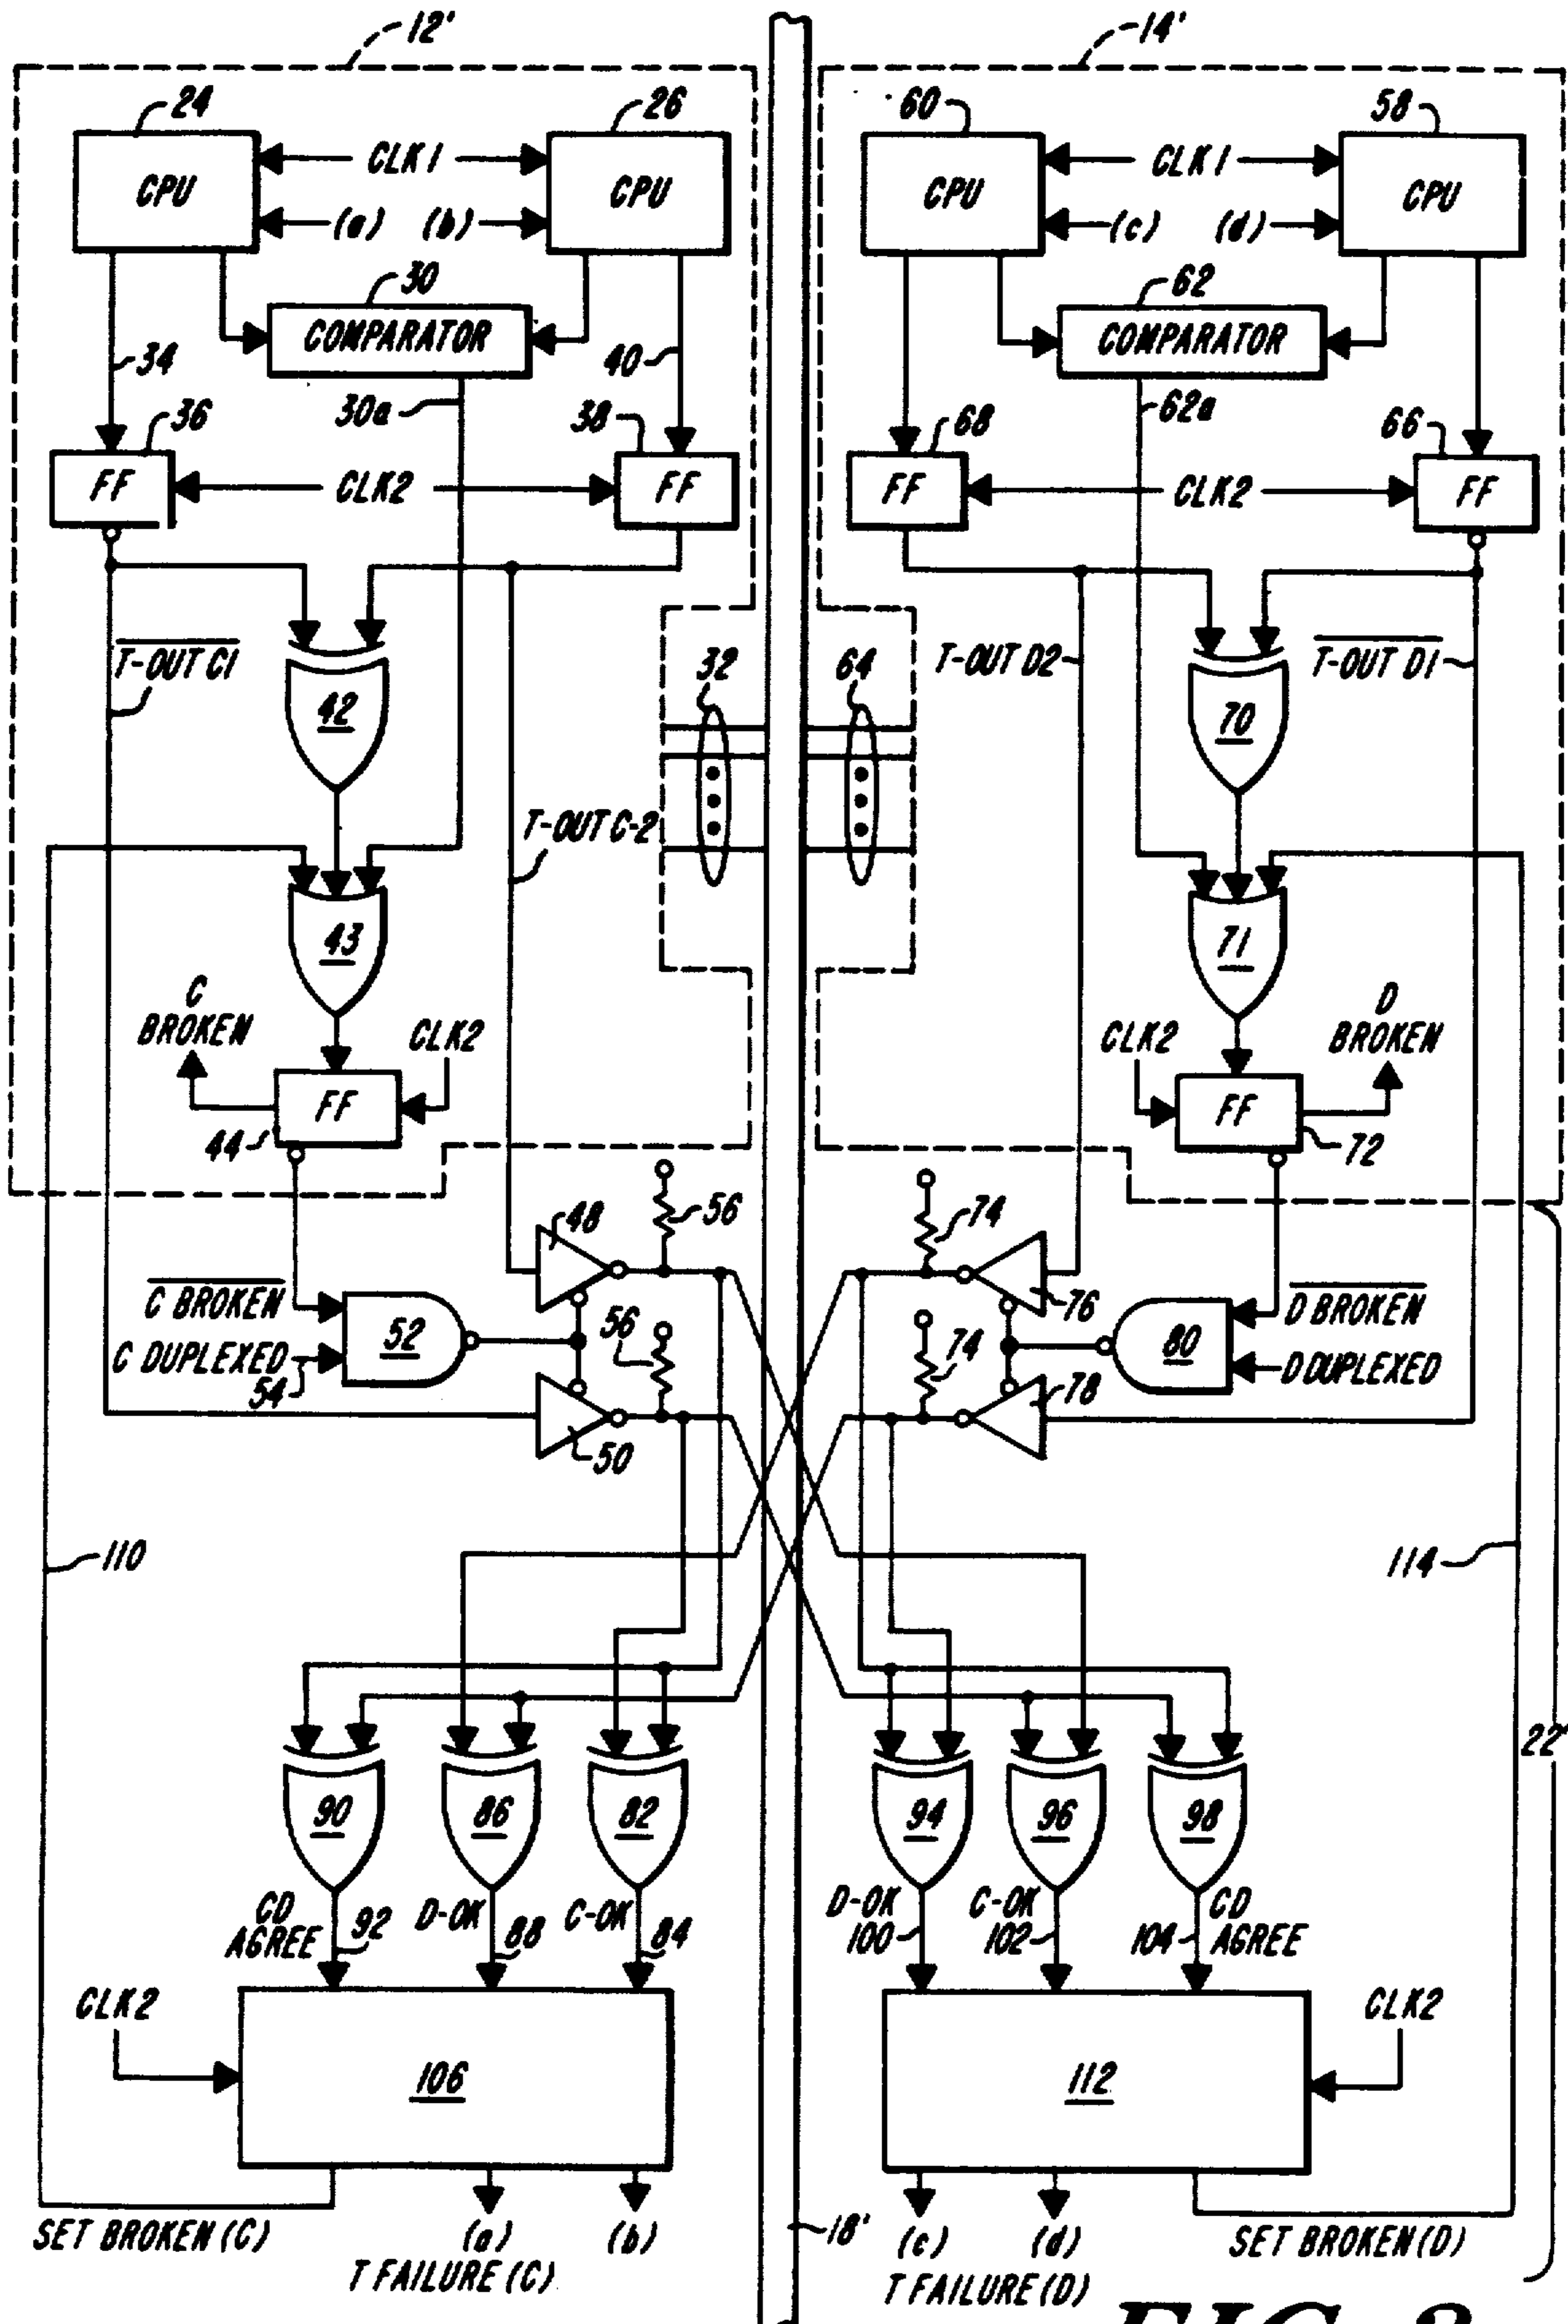 12' 14'
24 26 60 58
CPU CLK1 CPU CPU CLK1 CPU
(a) (b) (c) (d)
30 62
COMPARATOR COMPARATOR
34 40
36 30a 38 68 62a 66
FF CLK2 FF FF CLK2 FF
T-OUT C1 32 64 T-OUT D2 T-OUT D1
42 70
T-OUT C-2
43 71
C BROKEN CLK2 CLK2 D BROKEN
FF FF
44 72
48 56 74
76
C BROKEN D BROKEN
52 56 74 80
C DUPLEXED D DUPLEXED
54 78
50
110 114
22'
90 86 82 94 96 98
CD AGREE 92 D-OK 88 C-OK 84 D-OK 100 C-OK 102 104 CD AGREE
CLK2 CLK2
106 112
SET BROKEN (C) (a) (b) 18' (c) (d) SET BROKEN (D)
T FAILURE (C) T FAILURE (D)